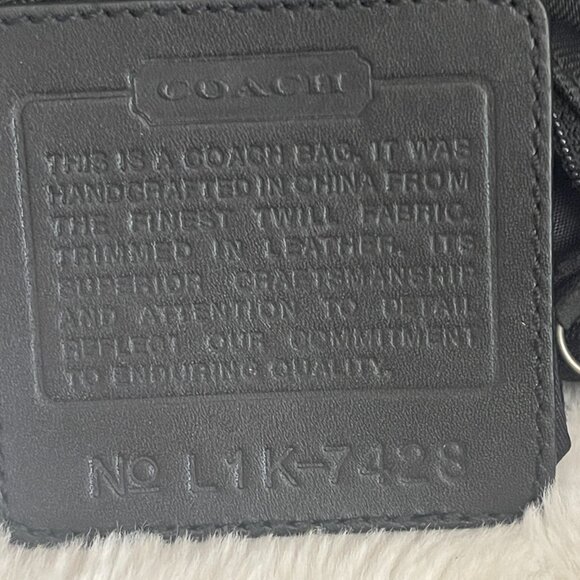 COACH
THIS IS A COACH BAG. IT WAS
HANDCRAFTED IN CHINA FROM
THE FINEST TWILL FABRIC.
TRIMMED IN LEATHER. ITS
SUPERIOR CRAFTSMANSHIP
AND ATTENTION TO DETAIL
REFLECT OUR COMMITMENT
TO ENDURING QUALITY.
No L1K-7428